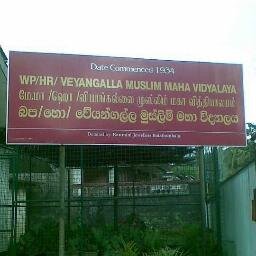 Date Commenced 1934
WP/HR/ VEYANGALLA MUSLIM MAHA VIDYALAYA
மே.மா /ஹோ /வியாங்கல்லை முஸ்லிம் மகா வித்தியாலயம்
බප/හො/ වේයන්ගල්ල මුස්ලිම් මහා විද්‍යාලය
Donated by Jewellers